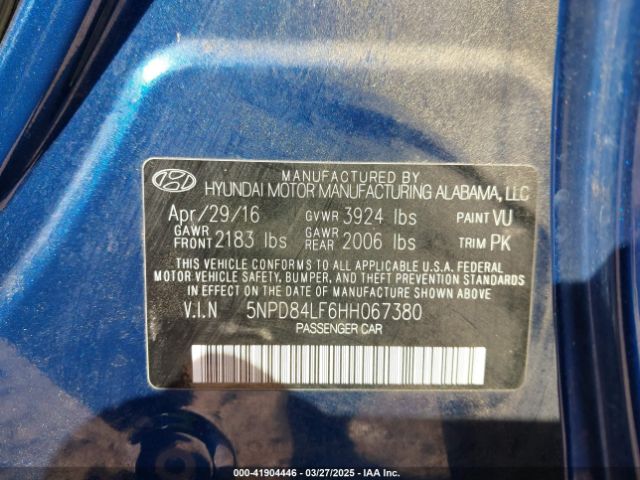 MANUFACTURED BY
HYUNDAI MOTOR MANUFACTURING ALABAMA, LLC
Apr/29/16 GVWR 3924 lbs PAINT VU
GAWR FRONT 2183 lbs GAWR REAR 2006 lbs TRIM PK
THIS VEHICLE CONFORMS TO ALL APPLICABLE U.S.A. FEDERAL
MOTOR VEHICLE SAFETY, BUMPER, AND THEFT PREVENTION STANDARDS
IN EFFECT ON THE DATE OF MANUFACTURE SHOWN ABOVE.
V.I.N 5NPD84LF6HH067380
PASSENGER CAR
000-41904446 • 03/27/2025 • IAA Inc.